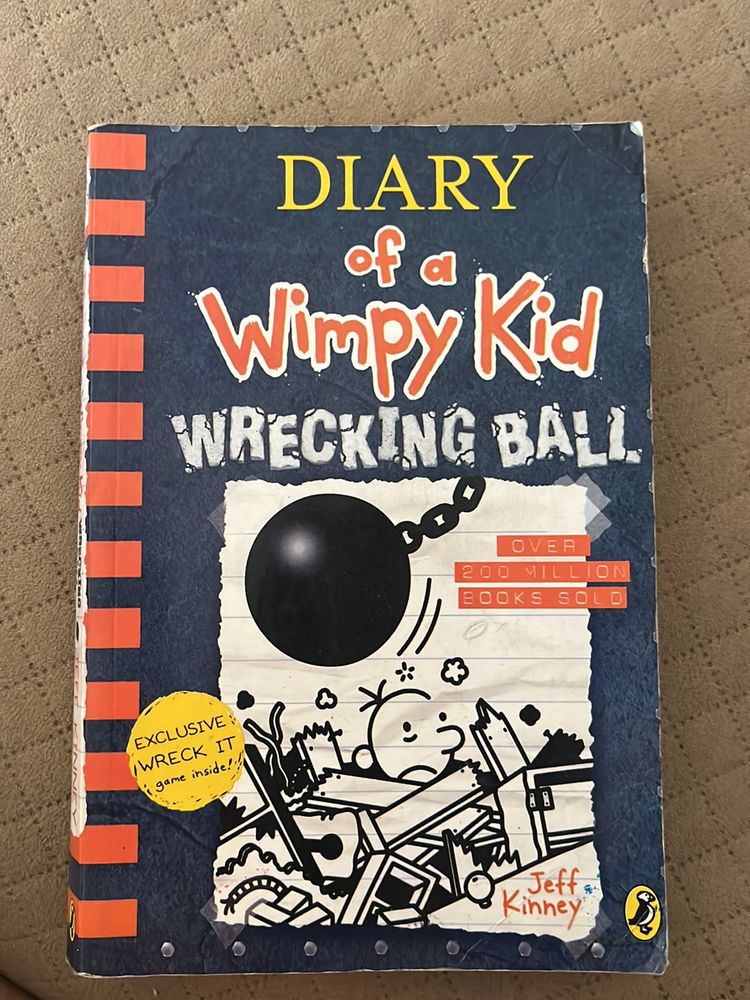 DIARY
of a
Wimpy Kid
WRECKING BALL
OVER
200 MILLION
BOOKS SOLD
EXCLUSIVE
WRECK IT
game inside!
Jeff
Kinney